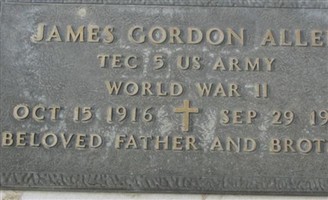 JAMES GORDON ALLE
TEC 5 US ARMY
WORLD WAR II
OCT 15 1916 SEP 29 19
BELOVED FATHER AND BROT